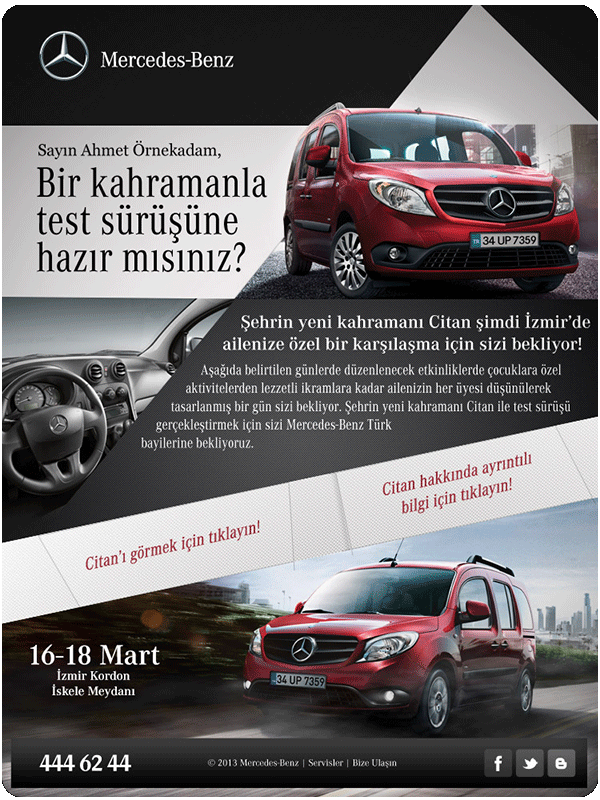 Mercedes-Benz
Sayın Ahmet Örnekadam,
Bir kahramanla
test sürüşüne
hazır mısınız?
34 UP 7359
Şehrin yeni kahramanı Citan şimdi İzmir'de
ailenize özel bir karşılaşma için sizi bekliyor!
Aşağıda belirtilen günlerde düzenlenecek etkinliklerde çocuklara özel
aktivitelerden lezzetli ikramlara kadar ailenizin her üyesi düşünülerek
tasarlanmış bir gün sizi bekliyor. Şehrin yeni kahramanı Citan ile test sürüşü
gerçekleştirmek için sizi Mercedes-Benz Türk
bayilerine bekliyoruz.
Citan hakkında ayrıntılı
bilgi için tıklayın!
Citan'ı görmek için tıklayın!
34 UP 7359
16-18 Mart
İzmir Kordon
İskele Meydanı
444 62 44
© 2013 Mercedes-Benz | Servisler | Bize Ulaşın